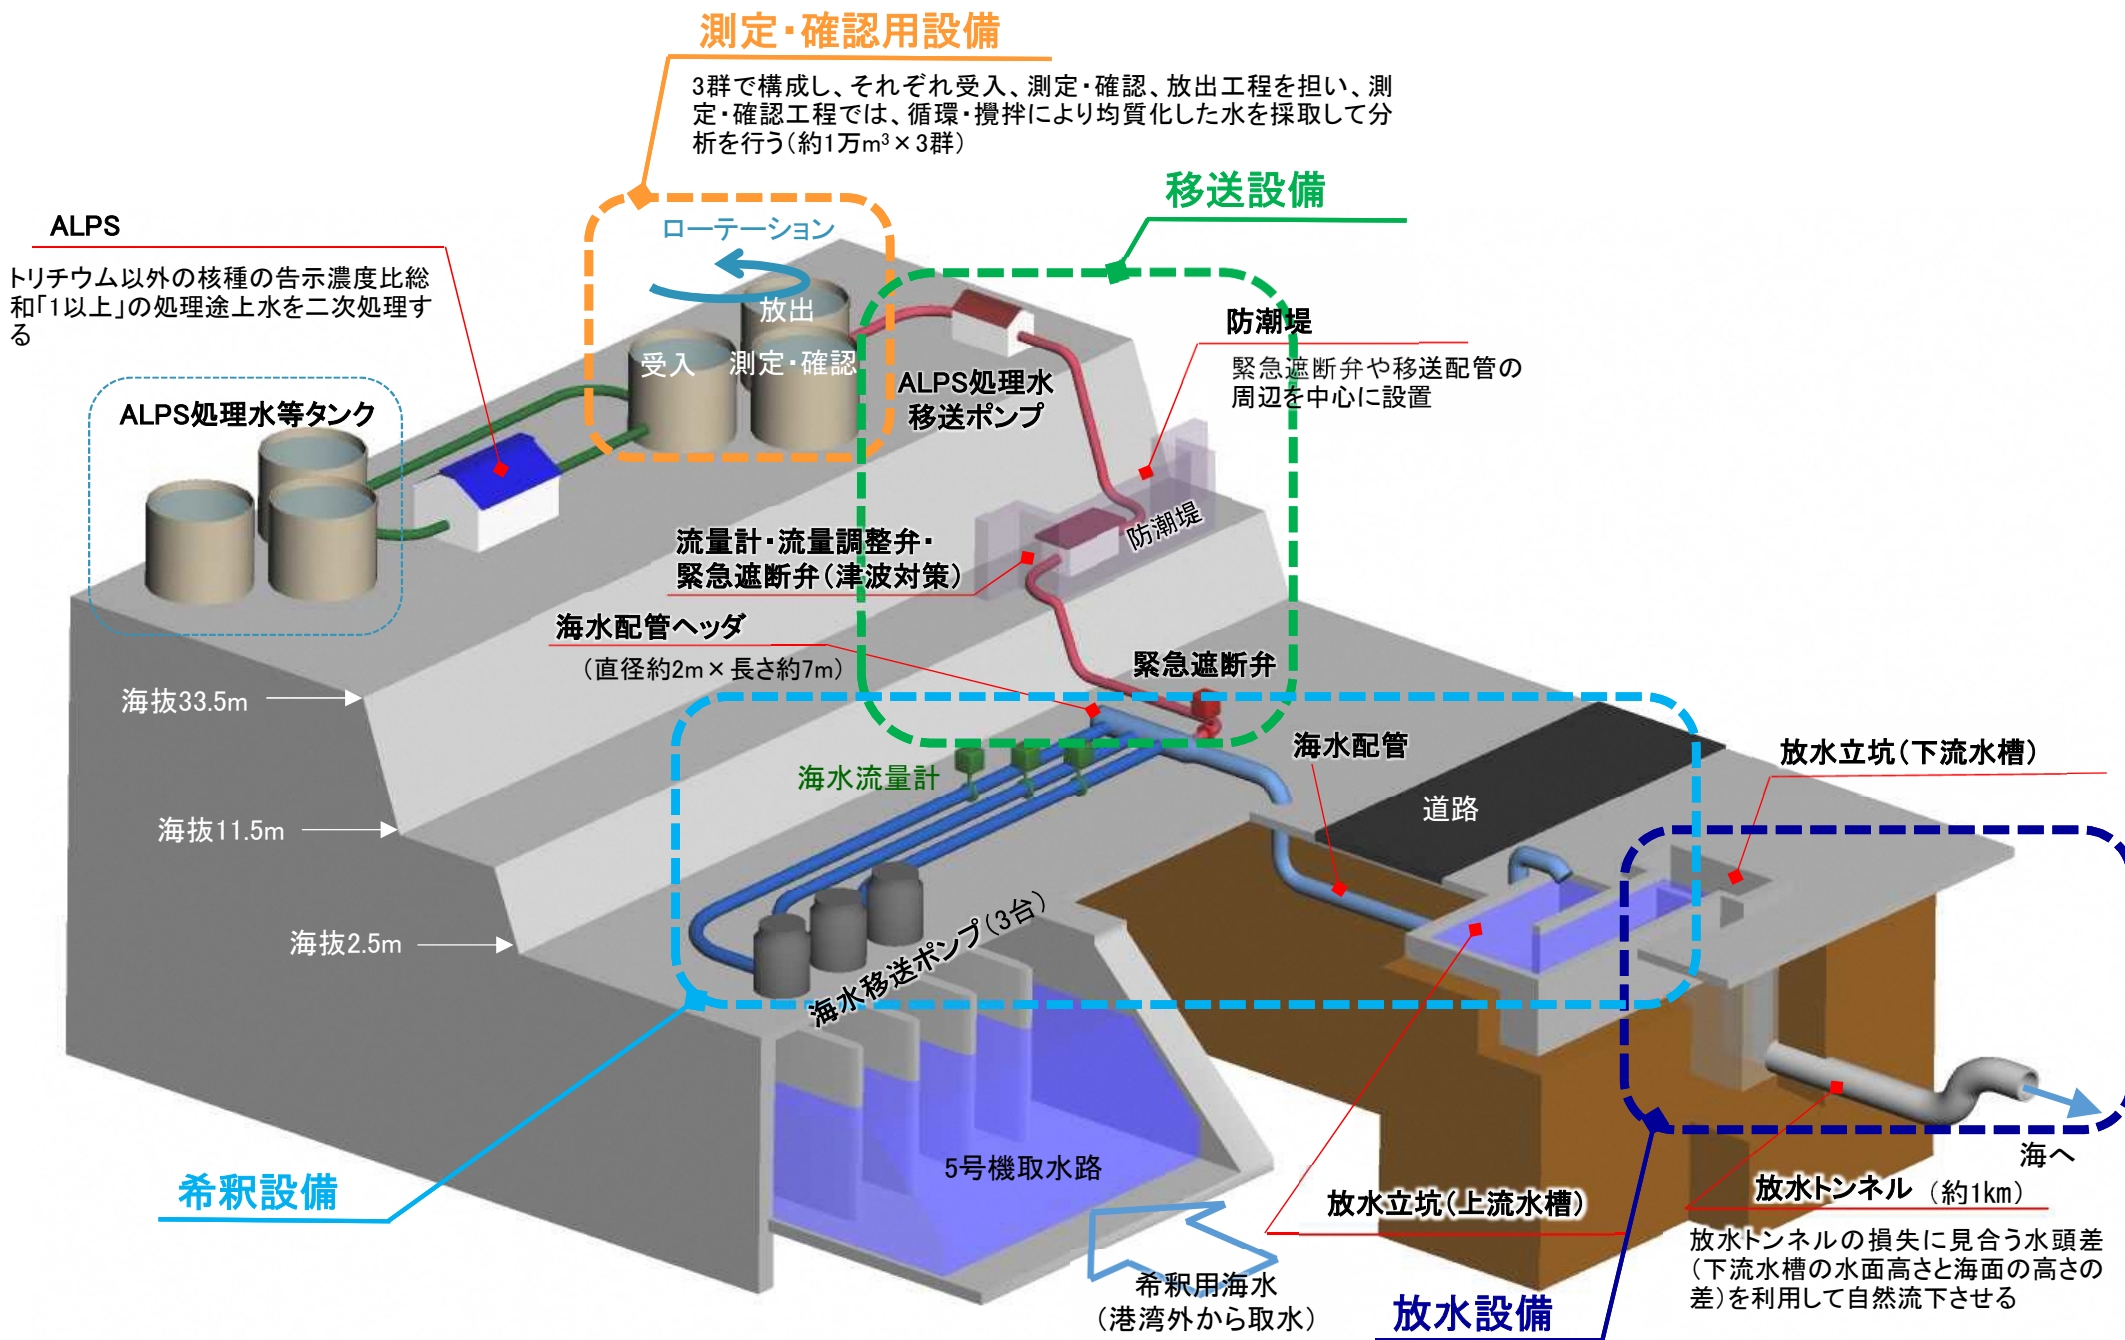 測定・確認用設備
3群で構成し、それぞれ受入、測定・確認、放出工程を担い、測
定・確認工程では、循環・攪拌により均質化した水を採取して分
析を行う（約1万m³×3群）
移送設備
ALPS
トリチウム以外の核種の告示濃度比総
和「1以上」の処理途上水を二次処理す
る
ローテーション
放出
受入
測定・確認
防潮堤
緊急遮断弁や移送配管の
周辺を中心に設置
ALPS処理水
移送ポンプ
ALPS処理水等タンク
防潮堤
流量計・流量調整弁・
緊急遮断弁（津波対策）
海水配管ヘッダ
（直径約2m×長さ約7m）
緊急遮断弁
海抜33.5m
海水配管
放水立坑（下流水槽）
海水流量計
道路
海抜11.5m
海抜2.5m
海水移送ポンプ（3台）
5号機取水路
海へ
希釈設備
放水立坑（上流水槽）
放水トンネル（約1km）
放水トンネルの損失に見合う水頭差
（下流水槽の水面高さと海面の高さの
差）を利用して自然流下させる
希釈用海水
（港湾外から取水）
放水設備